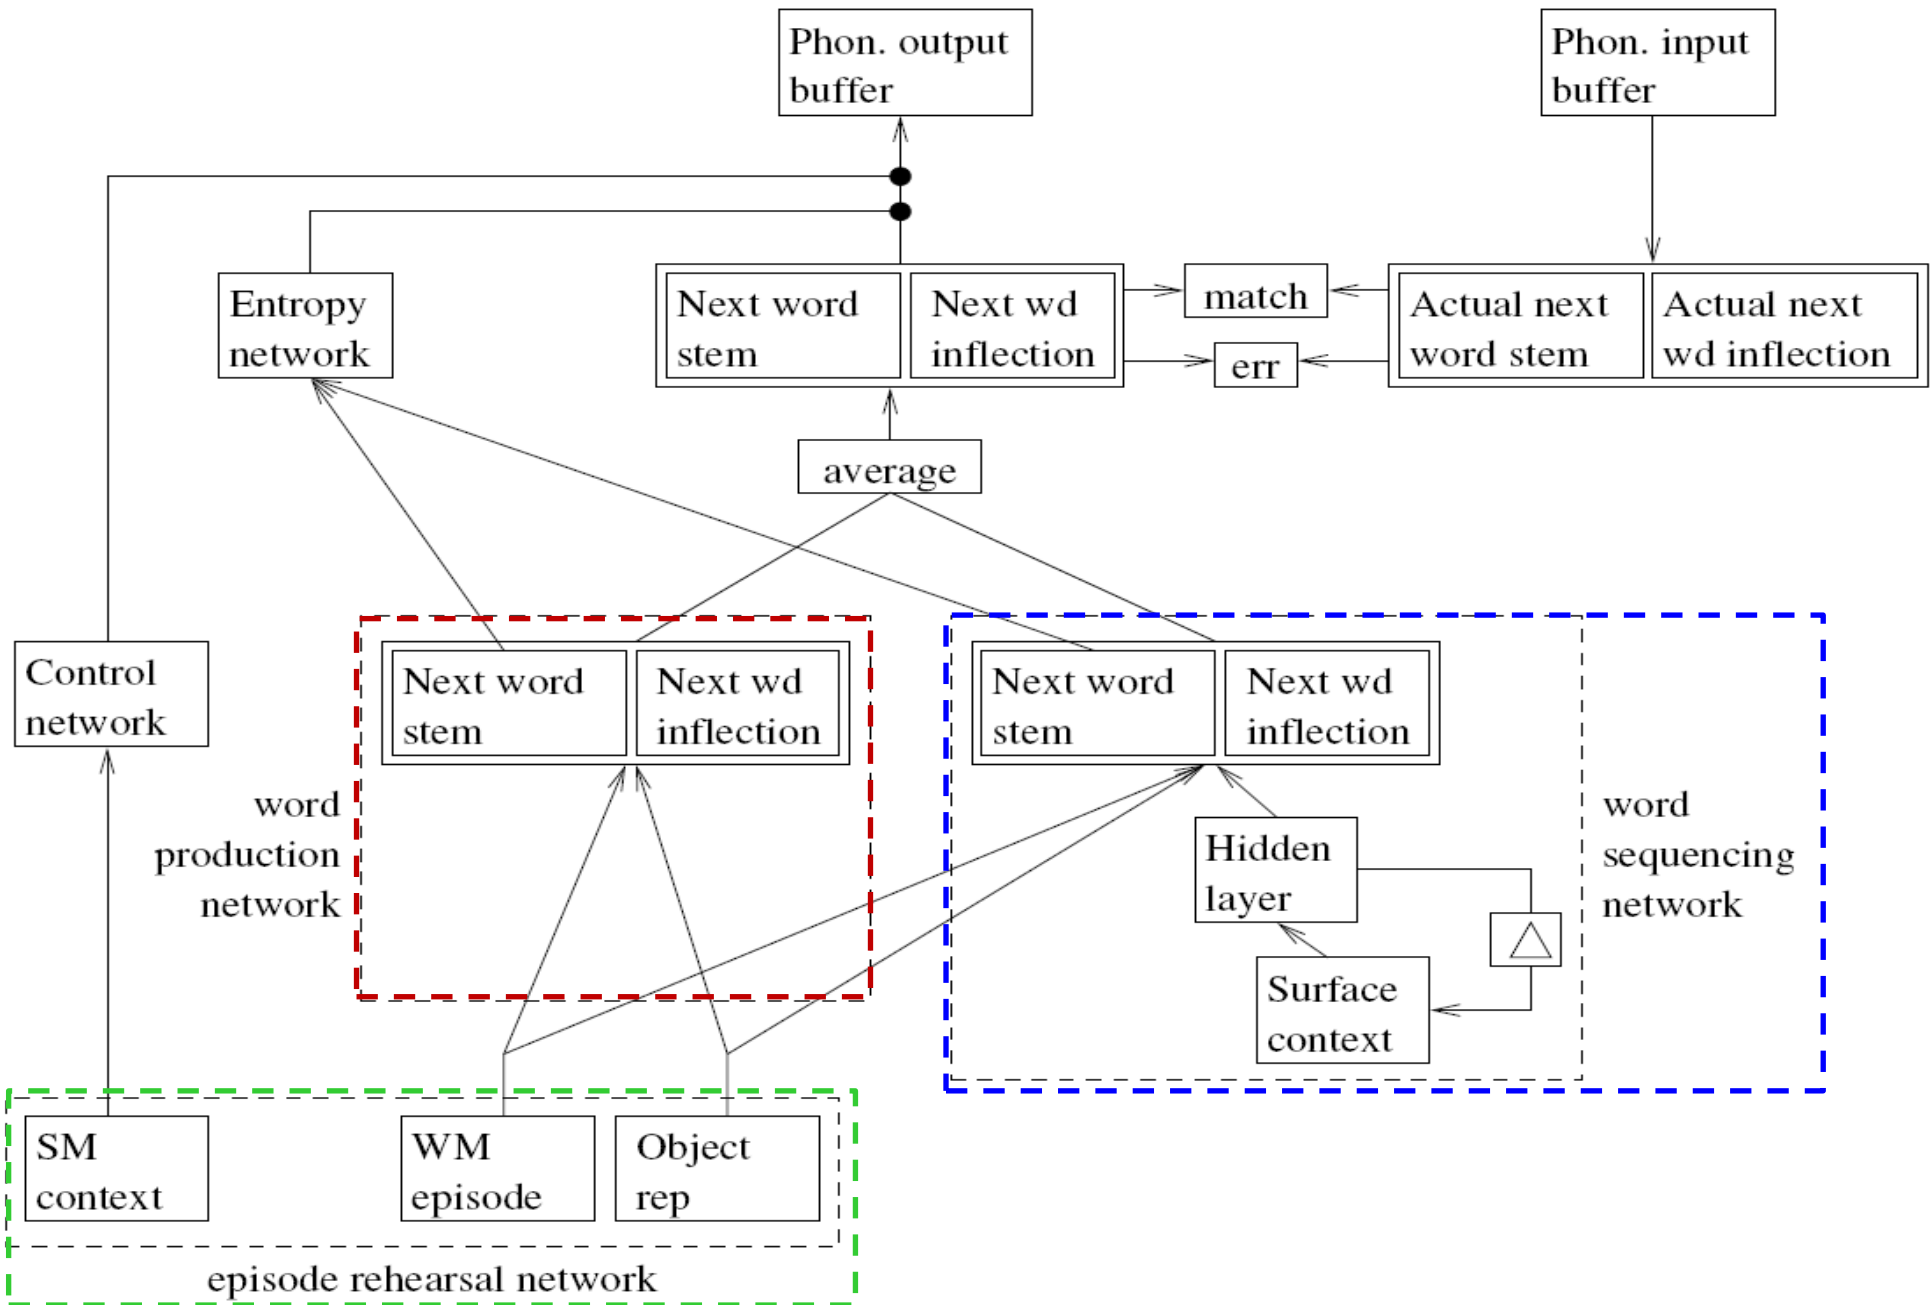 Phon. output
buffer
Phon. input
buffer
Entropy
network
Next word
stem
Next wd
inflection
match
err
Actual next
word stem
Actual next
wd inflection
average
Control
network
Next word
stem
Next wd
inflection
Next word
stem
Next wd
inflection
word
production
network
Hidden
layer
Surface
context
word
sequencing
network
SM
context
WM
episode
Object
rep
episode rehearsal network